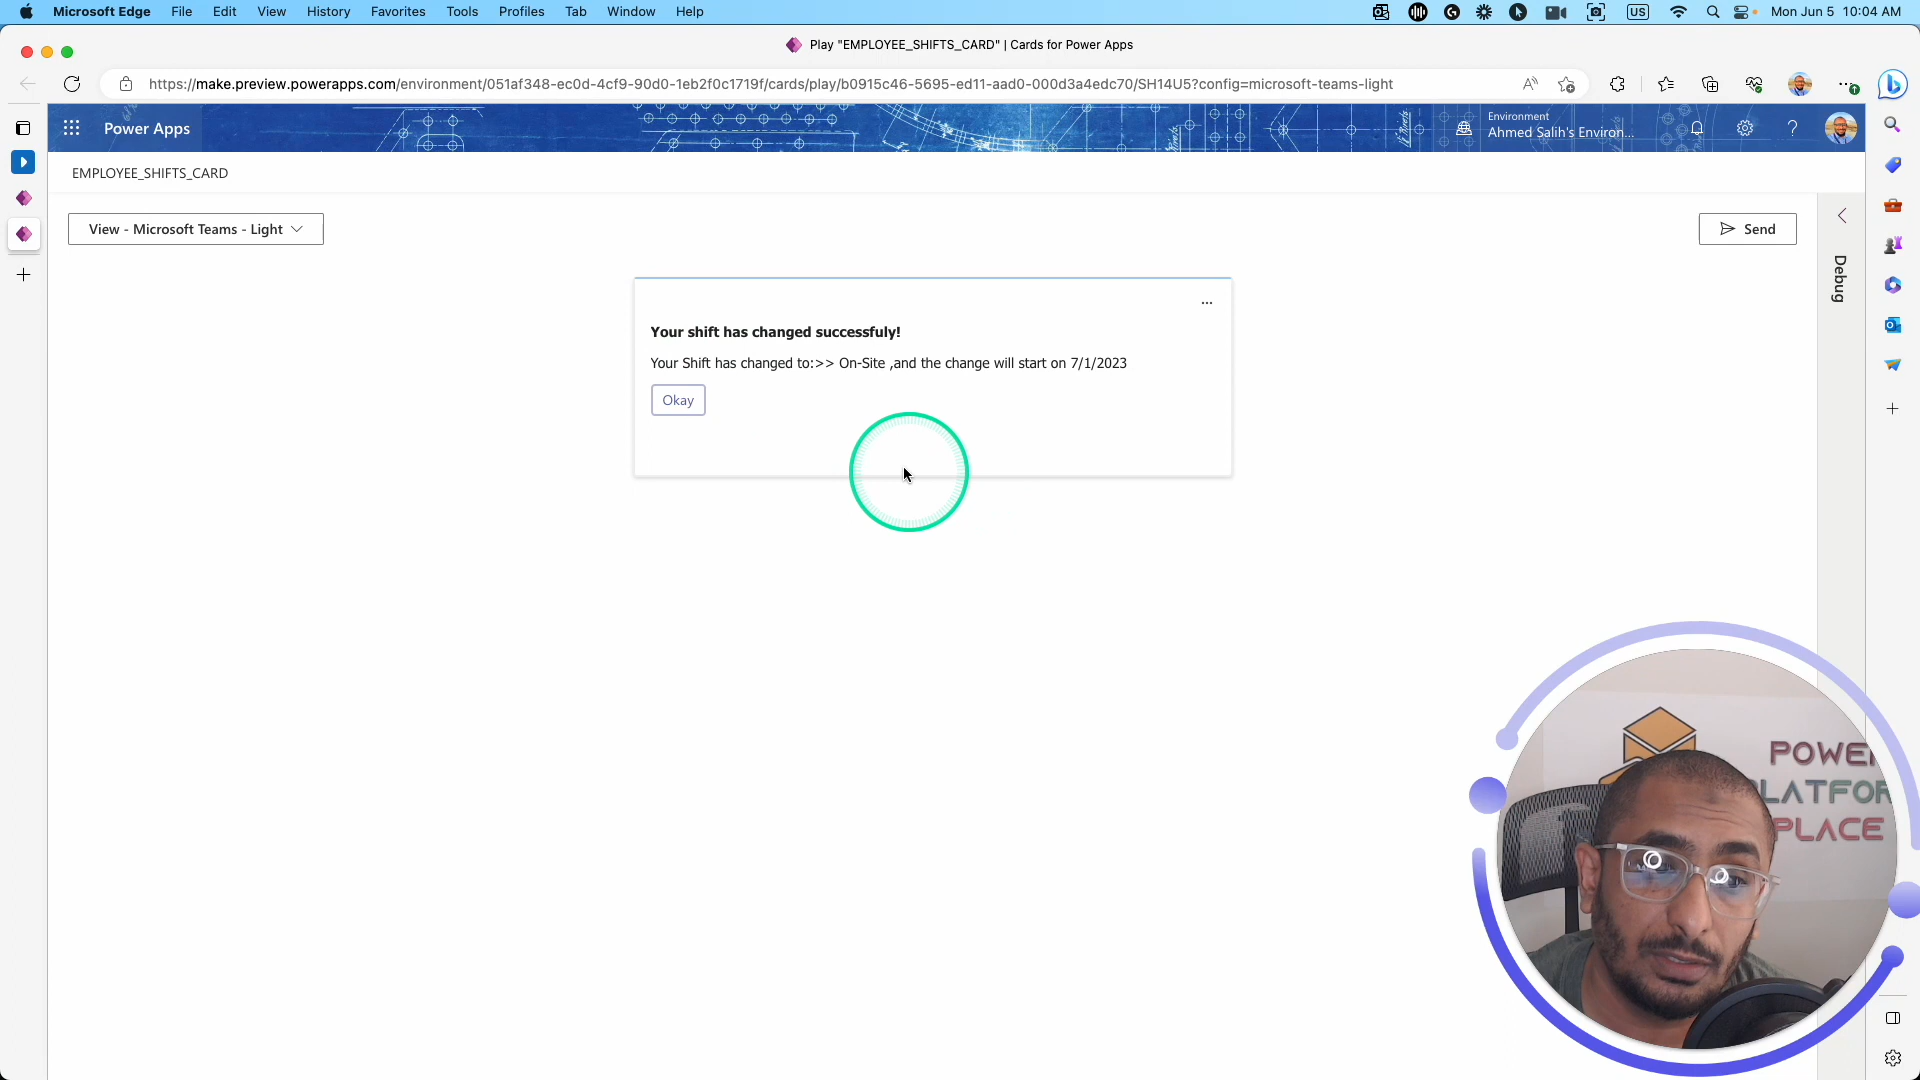 Microsoft Edge File Edit View History Favorites Tools Profiles Tab Window Help US Mon Jun 5 10:04 AM
Play "EMPLOYEE_SHIFTS_CARD" | Cards for Power Apps
https://make.preview.powerapps.com/environment/051af348-ec0d-4cf9-90d0-1eb2f0c1719f/cards/play/b0915c46-5695-ed11-aad0-000d3a4edc70/SH14U5?config=microsoft-teams-light
Power Apps
Environment
Ahmed Salih's Environ...
EMPLOYEE_SHIFTS_CARD
View - Microsoft Teams - Light
Send
Debug
Your shift has changed successfuly!
Your Shift has changed to:>> On-Site ,and the change will start on 7/1/2023
Okay
POWER
PLATFOR
PLACE